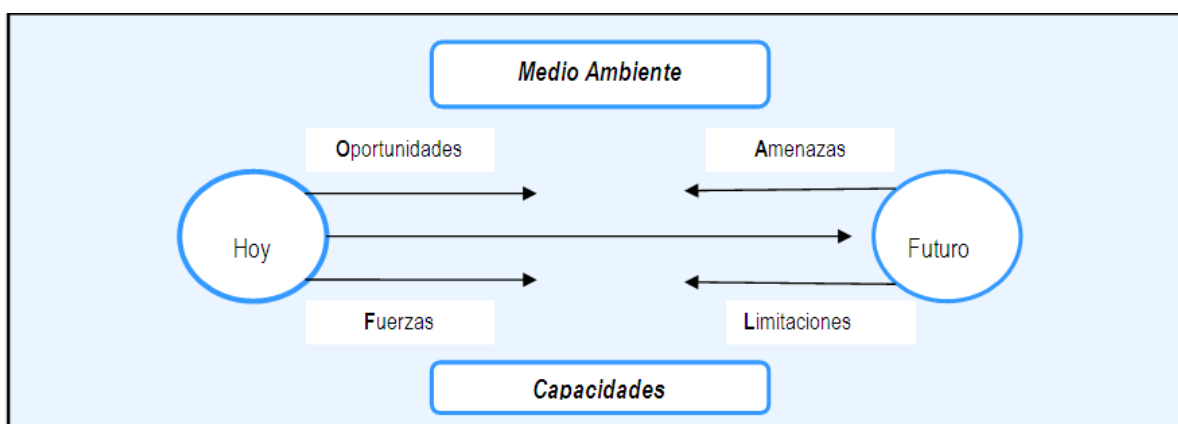 Medio Ambiente
Oportunidades
Amenazas
Hoy
Futuro
Fuerzas
Limitaciones
Capacidades